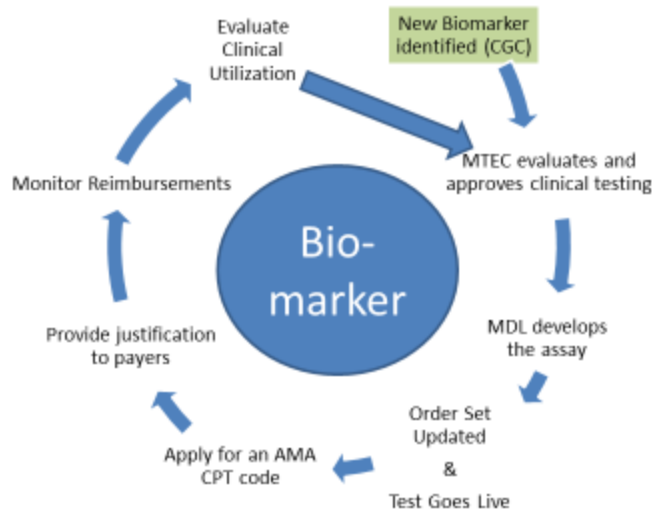 New Biomarker
identified (CGC)
MTEC evaluates and
approves clinical testing
MDL develops
the assay
Order Set
Updated
&
Test Goes Live
Apply for an AMA
CPT code
Provide justification
to payers
Monitor Reimbursements
Evaluate
Clinical
Utilization
Bio-
marker